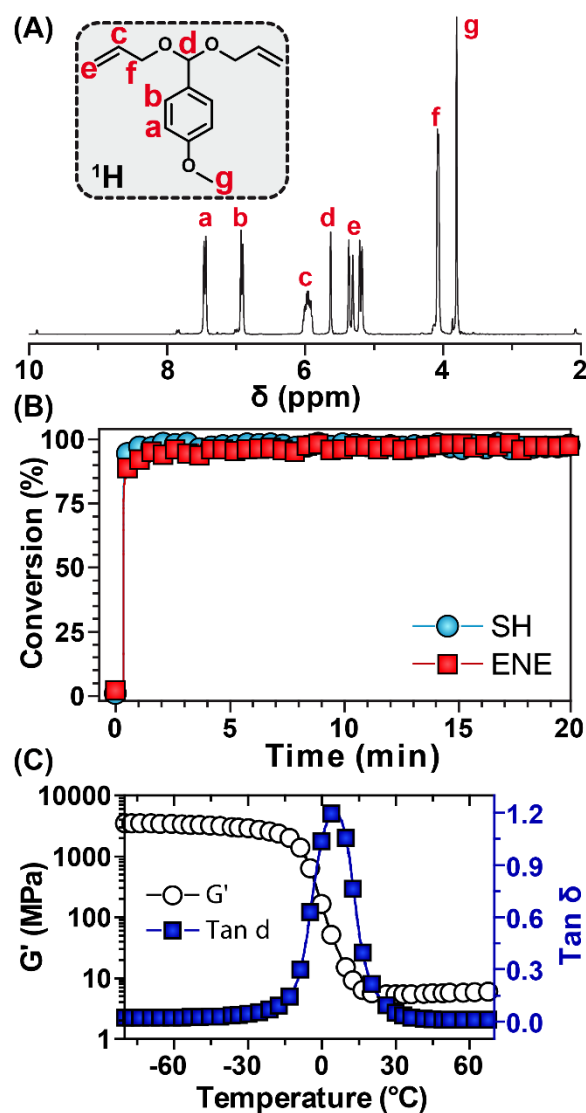 (A)
c
O
d
O
e
f
b
a
O
g
¹H
a
b
c
d
e
f
g
10
8
6
4
2
δ (ppm)
(B)
Conversion (%)
100
75
50
25
0
SH
ENE
0
5
10
15
20
Time (min)
(C)
G' (MPa)
10000
1000
100
10
1
G'
Tan d
1.2
0.9
0.6
0.3
0.0
Tan δ
-60
-30
0
30
60
Temperature (°C)